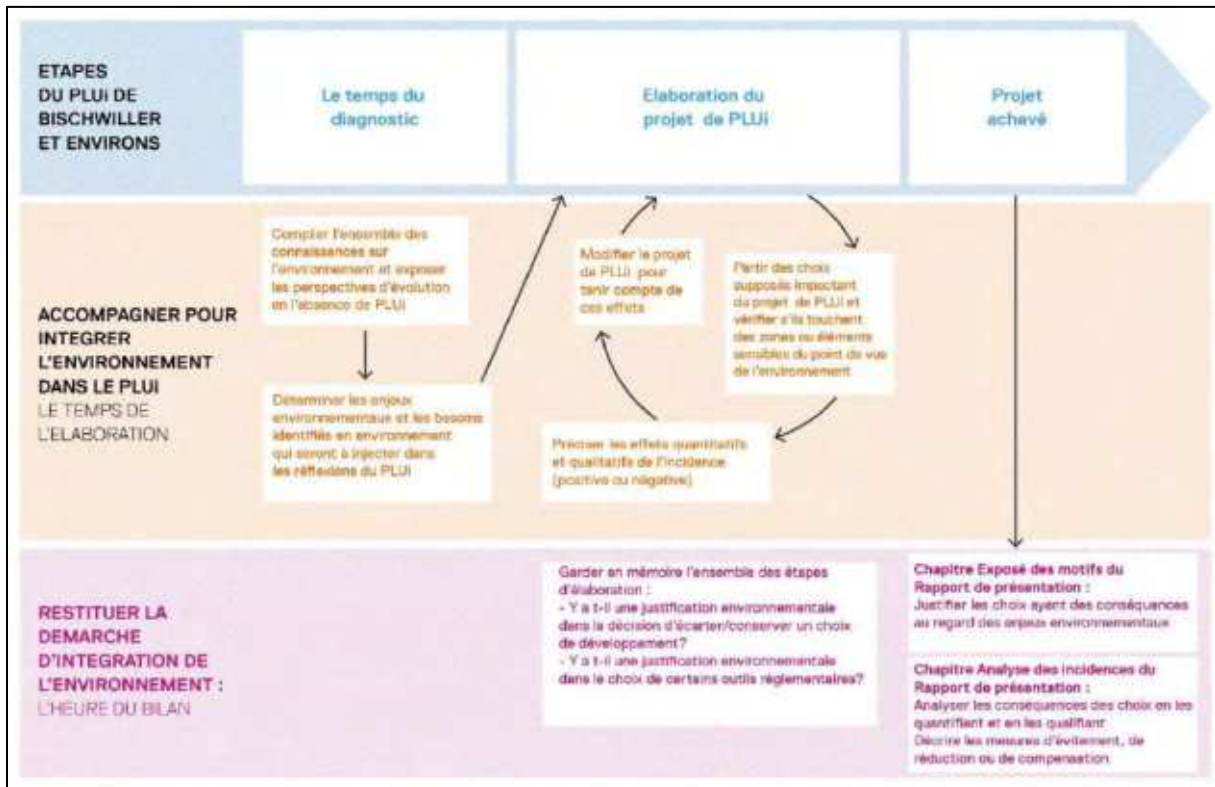 ETAPES
DU PLUi DE
BISCHWILLER
ET ENVIRONS
Le temps du
diagnostic
Elaboration du
projet de PLUi
Projet
achevé
ACCOMPAGNER POUR
INTEGRER
L'ENVIRONNEMENT
DANS LE PLUI
LE TEMPS DE
L'ELABORATION
Compiler l'ensemble des
connaissances sur
l'environnement et exposer
les perspectives d'évolution
en l'absence de PLUi
Déterminer les enjeux
environnementaux et les besoins
identifiés en environnement
qui seront à injecter dans
les réflexions du PLUi
Modifier le projet
de PLUi pour
tenir compte de
ces effets
Partir des choix
supposés impactant
du projet de PLUi et
vérifier s'ils touchent
des zones ou éléments
sensibles du point de vue
de l'environnement
Préciser les effets quantitatifs
et qualitatifs de l'incidence
(positive ou négative)
RESTITUER LA
DEMARCHE
D'INTEGRATION DE
L'ENVIRONNEMENT :
L'HEURE DU BILAN
Garder en mémoire l'ensemble des étapes
d'élaboration :
- Y a t-il une justification environnementale
dans la décision d'écarter/conserver un choix
de développement?
- Y a t-il une justification environnementale
dans le choix de certains outils réglementaires?
Chapitre Exposé des motifs du
Rapport de présentation :
Justifier les choix ayant des conséquences
au regard des enjeux environnementaux
Chapitre Analyse des incidences du
Rapport de présentation :
Analyser les conséquences des choix en les
quantifiant et en les qualifiant
Décrire les mesures d'évitement, de
réduction ou de compensation